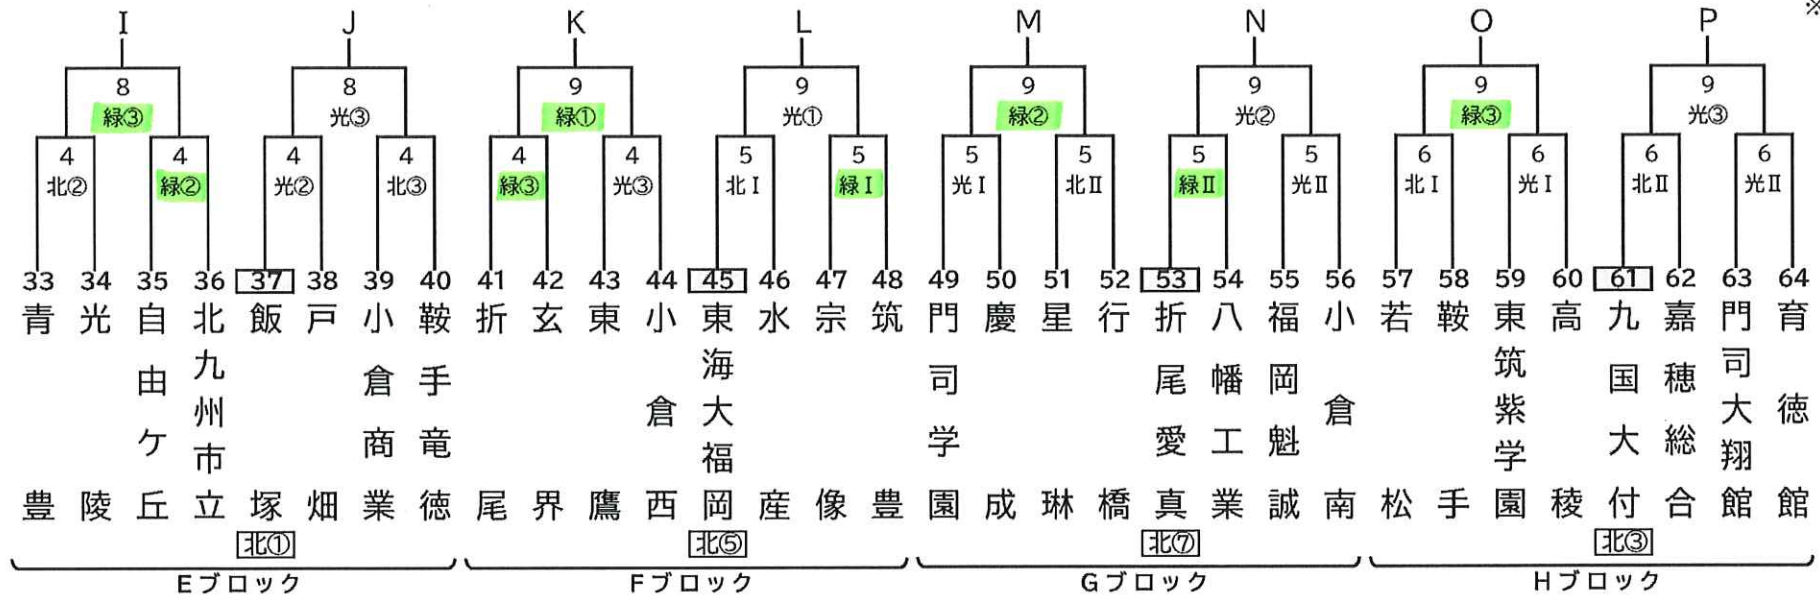 ※
I J K L M N O P
8 8 9 9 9 9 9 9
緑③ 光③ 緑① 光① 緑② 光② 緑③ 光③
4 4 4 4 4 4 5 5 5 5 5 5 6 6 6 6
北② 緑② 光② 北③ 緑③ 光③ 北Ⅰ 緑Ⅰ 光Ⅰ 北Ⅱ 緑Ⅱ 光Ⅱ 北Ⅰ 光Ⅰ 北Ⅱ 光Ⅱ
33 34 35 36 37 38 39 40 41 42 43 44 45 46 47 48 49 50 51 52 53 54 55 56 57 58 59 60 61 62 63 64
青豊
光陵
自由ケ丘
北九州市立
飯塚
戸畑
小倉商業
鞍手竜徳
折尾
玄界
東鷹
小倉西
東海大福岡
水産
宗像
筑豊
門司学園
慶成
星琳
行橋
折尾愛真
八幡工業
福岡魁誠
小倉南
若松
鞍手
東筑紫学園
高稜
九国大付
嘉穂総合
門司大翔館
育徳館
北① 北⑤ 北⑦ 北③
Eブロック Fブロック Gブロック Hブロック